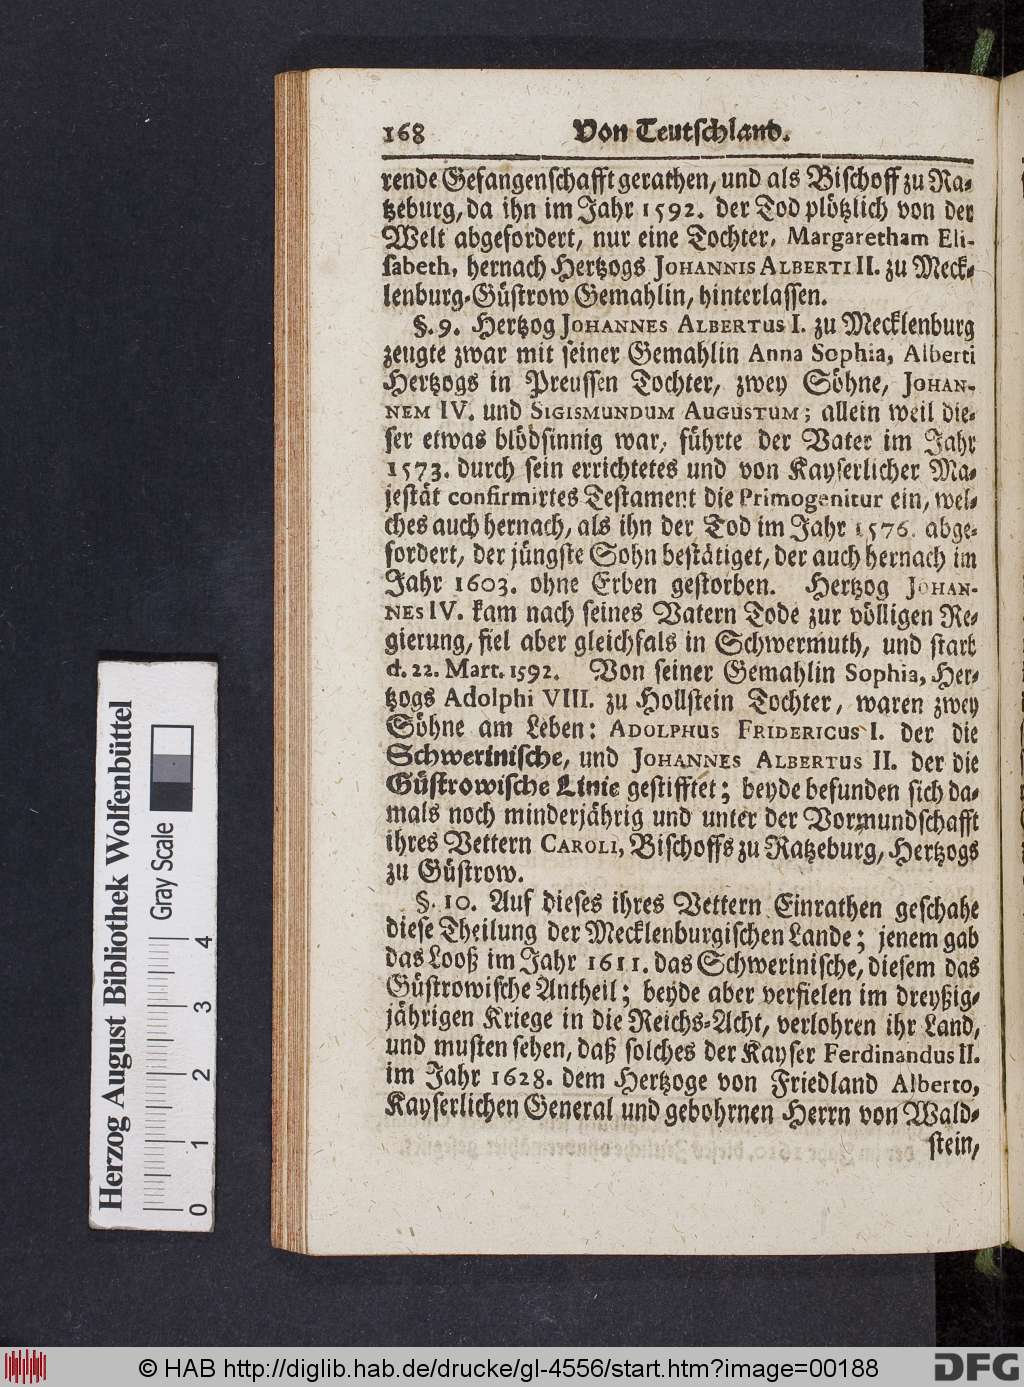 168 Von Teutschland.
rende Gefangenschafft gerathen, und als Bischoff zu Ra-
tzeburg, da ihn im Jahr 1592. der Tod plötzlich von der
Welt abgefordert, nur eine Tochter, Margaretham Eli-
sabeth, hernach Hertzogs JOHANNIS ALBERTI II. zu Meck-
lenburg-Güstrow Gemahlin, hinterlassen.
§. 9. Hertzog JOHANNES ALBERTUS I. zu Mecklenburg
zeugte zwar mit seiner Gemahlin Anna Sophia, Alberti
Hertzogs in Preussen Tochter, zwey Söhne, JOHAN-
NEM IV. und SIGISMUNDUM AUGUSTUM; allein weil die-
ser etwas blödsinnig war, führte der Vater im Jahr
1573. durch sein errichtetes und von Kayserlicher Ma-
jestät confirmirtes Testament die Primogenitur ein, wel-
ches auch hernach, als ihn der Tod im Jahr 1576. abge-
fordert, der jüngste Sohn bestätiget, der auch hernach im
Jahr 1603. ohne Erben gestorben. Hertzog JOHAN-
NES IV. kam nach seines Vatern Tode zur völligen Re-
gierung, fiel aber gleichfals in Schwermuth, und starb
d. 22. Mart. 1592. Von seiner Gemahlin Sophia, Her-
tzogs Adolphi VIII. zu Hollstein Tochter, waren zwey
Söhne am Leben: ADOLPHUS FRIDERICUS I. der die
Schwerinische, und JOHANNES ALBERTUS II. der die
Güstrowische Linie gestifftet; beyde befunden sich da-
mals noch minderjährig und unter der Vormundschafft
ihres Vettern CAROLI, Bischoffs zu Ratzeburg, Hertzogs
zu Güstrow.
§. 10. Auf dieses ihres Vettern Einrathen geschahe
diese Theilung der Mecklenburgischen Lande; jenem gab
das Looß im Jahr 1611. das Schwerinische, diesem das
Güstrowische Antheil; beyde aber verfielen im dreyßig-
jährigen Kriege in die Reichs-Acht, verlohren ihr Land,
und musten sehen, daß solches der Kayser Ferdinandus II.
im Jahr 1628. dem Hertzoge von Friedland Alberto,
Kayserlichen General und gebohrnen Herrn von Wald-
stein,
Herzog August Bibliothek Wolfenbüttel
Gray Scale
0 1 2 3 4
© HAB http://diglib.hab.de/drucke/gl-4556/start.htm?image=00188
DFG